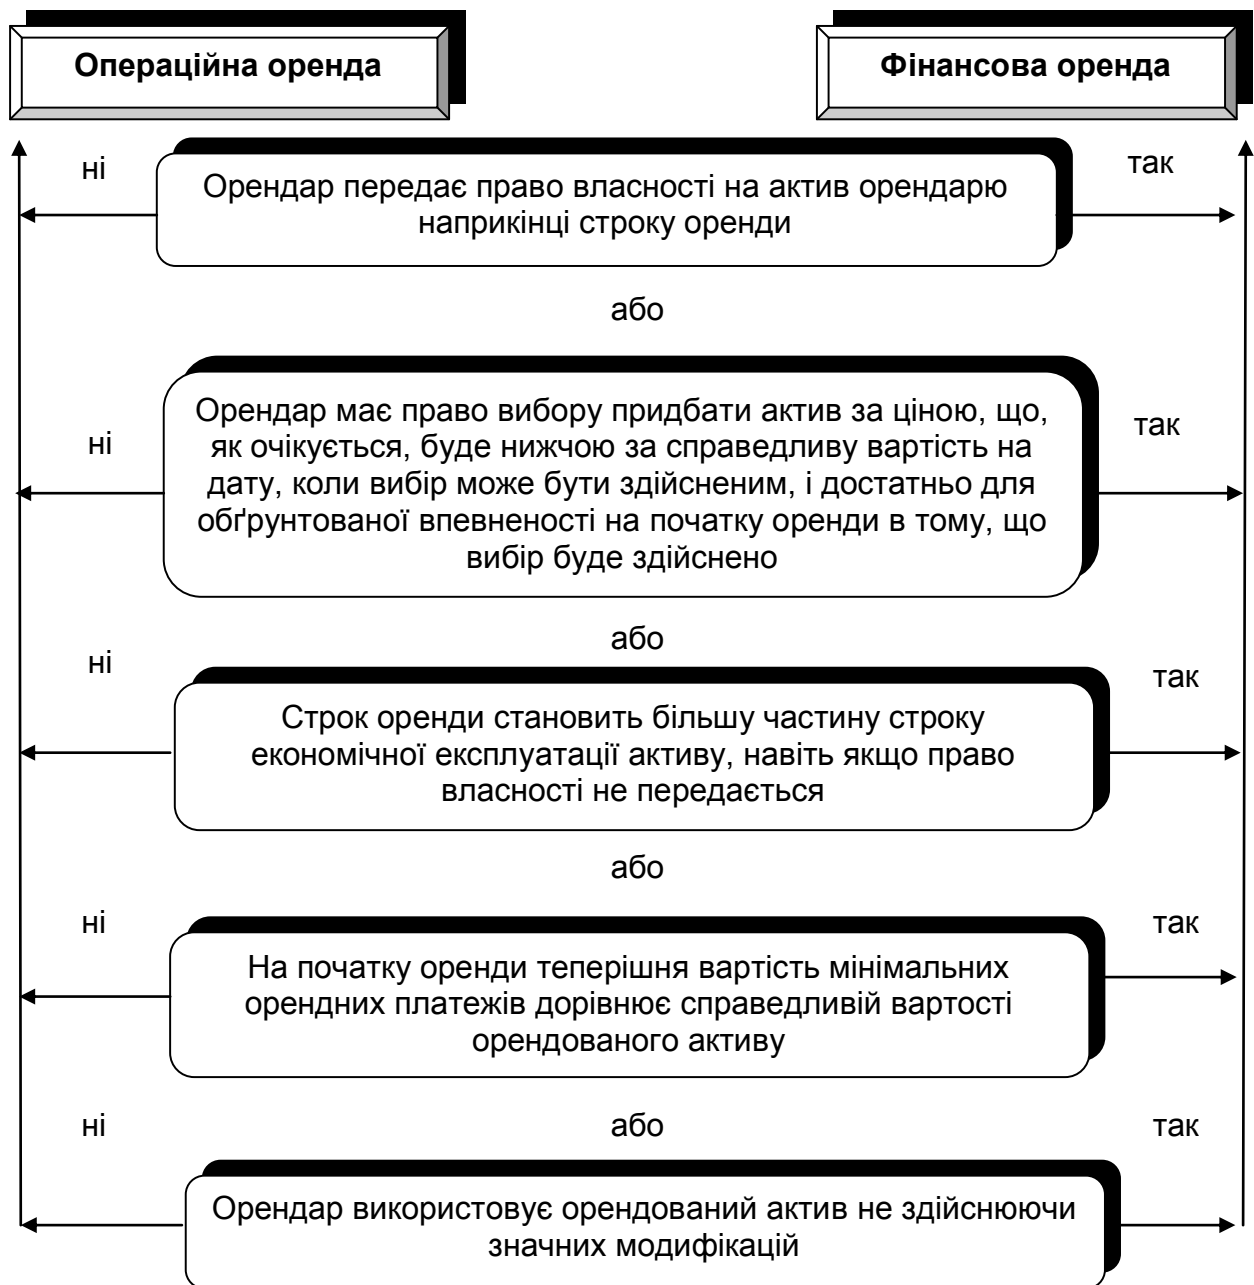 Операційна оренда
Фінансова оренда
ні
так
Орендар передає право власності на актив орендарю
наприкінці строку оренди
або
ні
так
Орендар має право вибору придбати актив за ціною, що,
як очікується, буде нижчою за справедливу вартість на
дату, коли вибір може бути здійсненим, і достатньо для
обґрунтованої впевненості на початку оренди в тому, що
вибір буде здійснено
або
ні
так
Строк оренди становить більшу частину строку
економічної експлуатації активу, навіть якщо право
власності не передається
або
ні
так
На початку оренди теперішня вартість мінімальних
орендних платежів дорівнює справедливій вартості
орендованого активу
ні
або
так
Орендар використовує орендований актив не здійснюючи
значних модифікацій